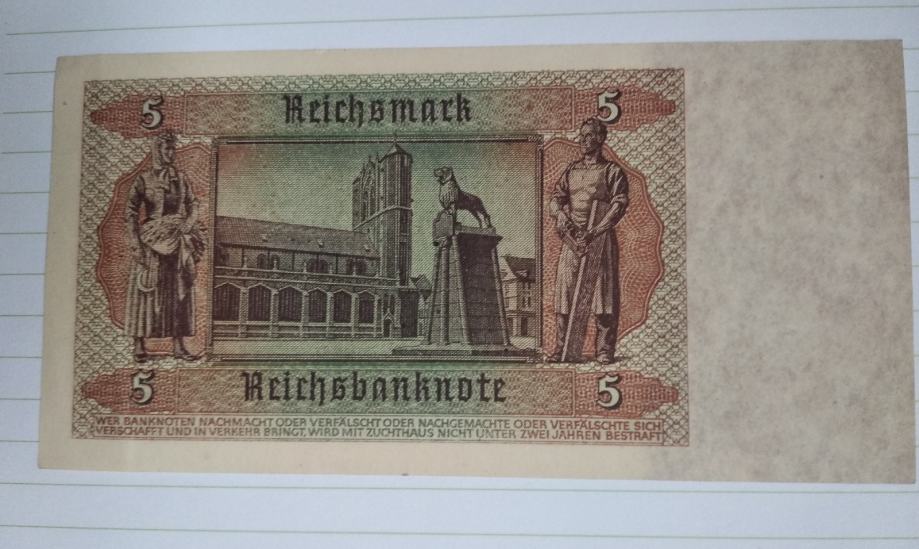 5 Reichsmark 5
5 Reichsbanknote 5
WER BANKNOTEN NACHMACHT ODER VERFÄLSCHT ODER NACHGEMACHTE ODER VERFÄLSCHTE SICH
VERSCHAFFT UND IN VERKEHR BRINGT, WIRD MIT ZUCHTHAUS NICHT UNTER ZWEI JAHREN BESTRAFT